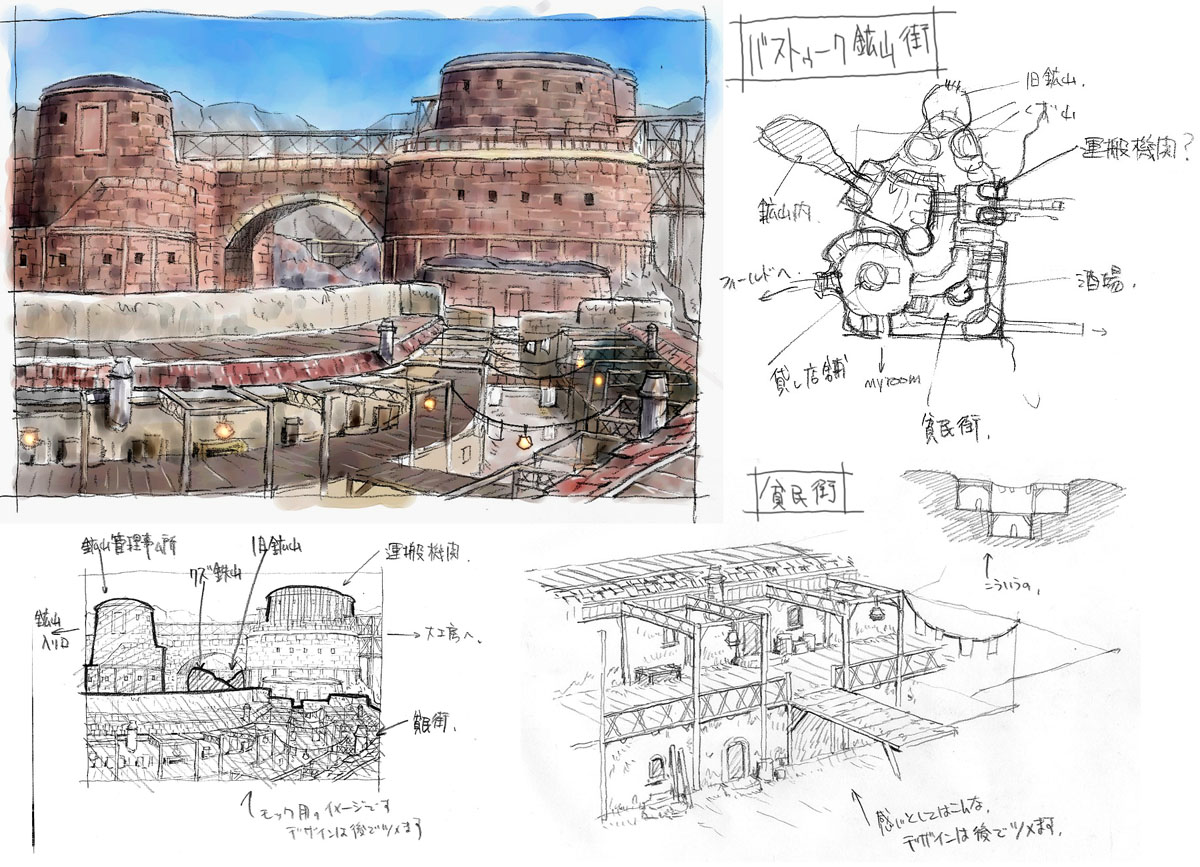 バストゥーク鉱山街
旧鉱山.
くず山
運搬機関?
鉱山内.
フィールドへ.
酒場.
貸し店舗
my room
貧民街.
貧民街
こういうの.
鉱山管理事ム所
旧鉱山
クズ鉄山
運搬機関.
鉱山
入り口
大工房へ.
貧民街.
モック用のイメージです
デザインは後でツメます
感じとしてはこんな.
デザインは後でツメます.